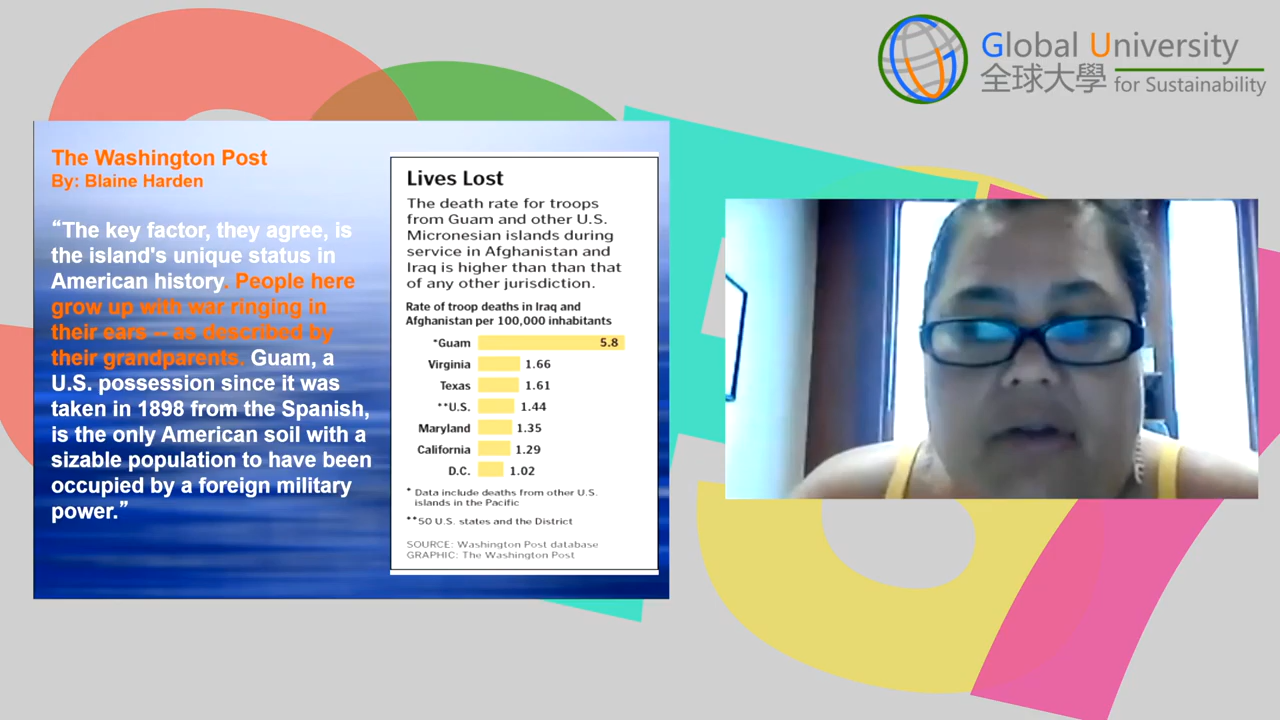 Global University
全球大學 for Sustainability
The Washington Post
By: Blaine Harden
“The key factor, they agree, is
the island's unique status in
American history. People here
grow up with war ringing in
their ears -- as described by
their grandparents. Guam, a
U.S. possession since it was
taken in 1898 from the Spanish,
is the only American soil with a
sizable population to have been
occupied by a foreign military
power.”
Lives Lost
The death rate for troops
from Guam and other U.S.
Micronesian islands during
service in Afghanistan and
Iraq is higher than than that
of any other jurisdiction.
Rate of troop deaths in Iraq and
Afghanistan per 100,000 inhabitants
*Guam 5.8
Virginia 1.66
Texas 1.61
**U.S. 1.44
Maryland 1.35
California 1.29
D.C. 1.02
* Data include deaths from other U.S.
islands in the Pacific
**50 U.S. states and the District
SOURCE: Washington Post database
GRAPHIC: The Washington Post